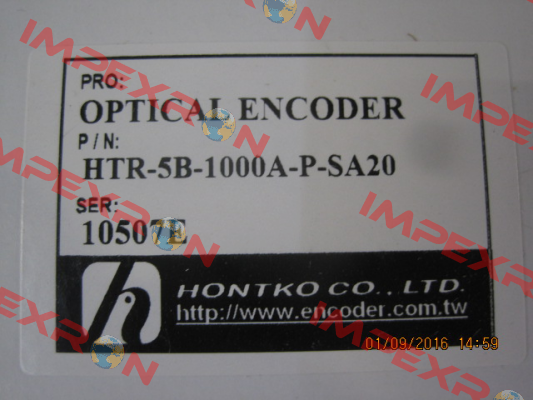 PRO:
OPTICAL ENCODER
P / N:
HTR-5B-1000A-P-SA20
SER:
10507E
HONTKO CO., LTD.
http://www.encoder.com.tw
01/09/2016 14:59
IMPEXRON
IMPEXRON
IMPEXRON
IMPEXRON
IMPEXRON